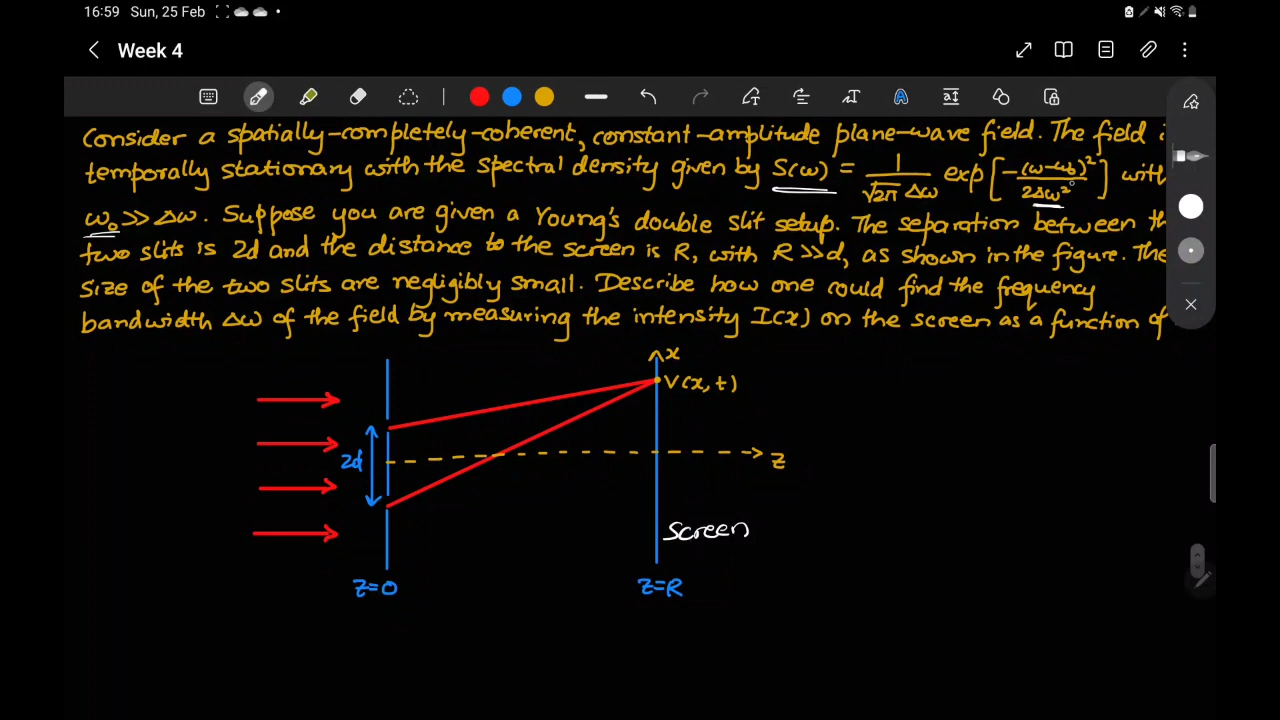 16:59 Sun, 25 Feb
Week 4
Consider a spatially-completely-coherent, constant-amplitude plane-wave field. The field i
temporally stationary with the spectral density given by S(ω) = 1/(√2π Δω) exp[-(ω-ω₀)²/2Δω²] with
ω₀ >> Δω. Suppose you are given a Young's double slit setup. The separation between th
two slits is 2d and the distance to the screen is R, with R >> d, as shown in the figure. The
size of the two slits are negligibly small. Describe how one could find the frequency
bandwidth Δω of the field by measuring the intensity I(x) on the screen as a function of
x
V(x, t)
2d
z
Screen
z=0
z=R